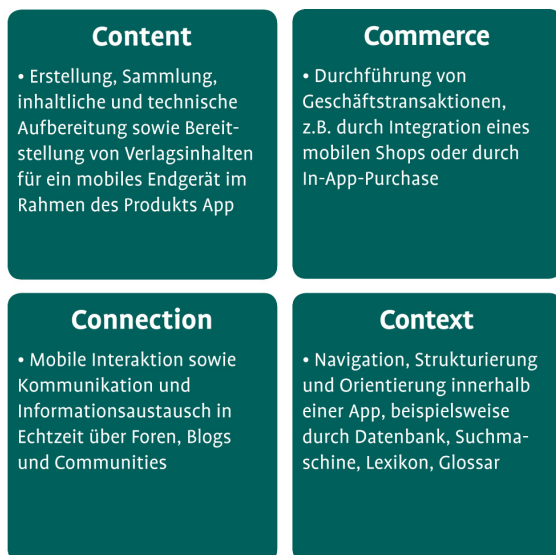 Content
• Erstellung, Sammlung,
inhaltliche und technische
Aufbereitung sowie Bereit-
stellung von Verlagsinhalten
für ein mobiles Endgerät im
Rahmen des Produkts App
Commerce
• Durchführung von
Geschäftstransaktionen,
z.B. durch Integration eines
mobilen Shops oder durch
In-App-Purchase
Connection
• Mobile Interaktion sowie
Kommunikation und
Informationsaustausch in
Echtzeit über Foren, Blogs
und Communities
Context
• Navigation, Strukturierung
und Orientierung innerhalb
einer App, beispielsweise
durch Datenbank, Suchma-
schine, Lexikon, Glossar